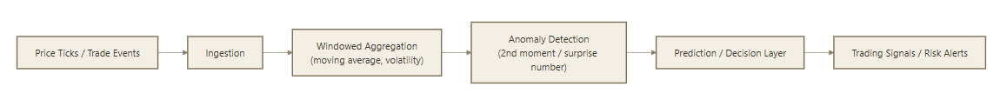 Price Ticks / Trade Events
Ingestion
Windowed Aggregation
(moving average, volatility)
Anomaly Detection
(2nd moment / surprise
number)
Prediction / Decision Layer
Trading Signals / Risk Alerts